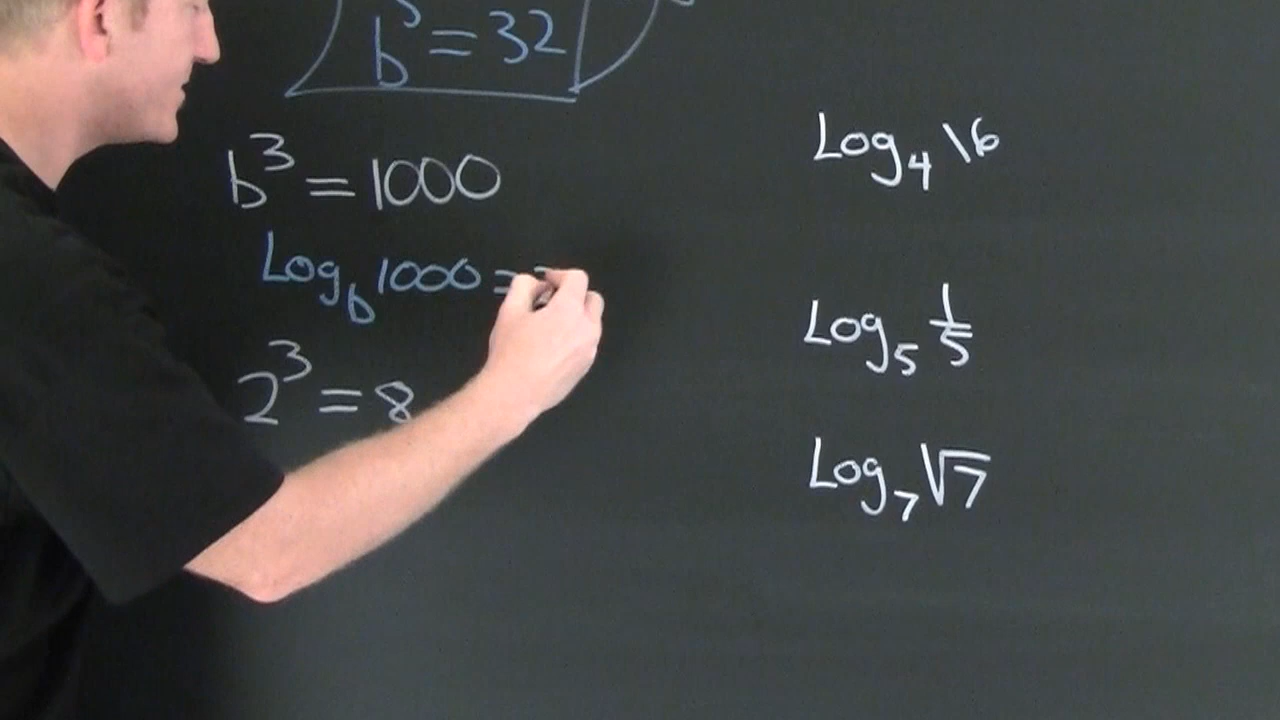 b⁵ = 32
b³ = 1000
Log_b 1000 =
2³ = 8
Log₄ 16
Log₅ 1/5
Log₇ √7